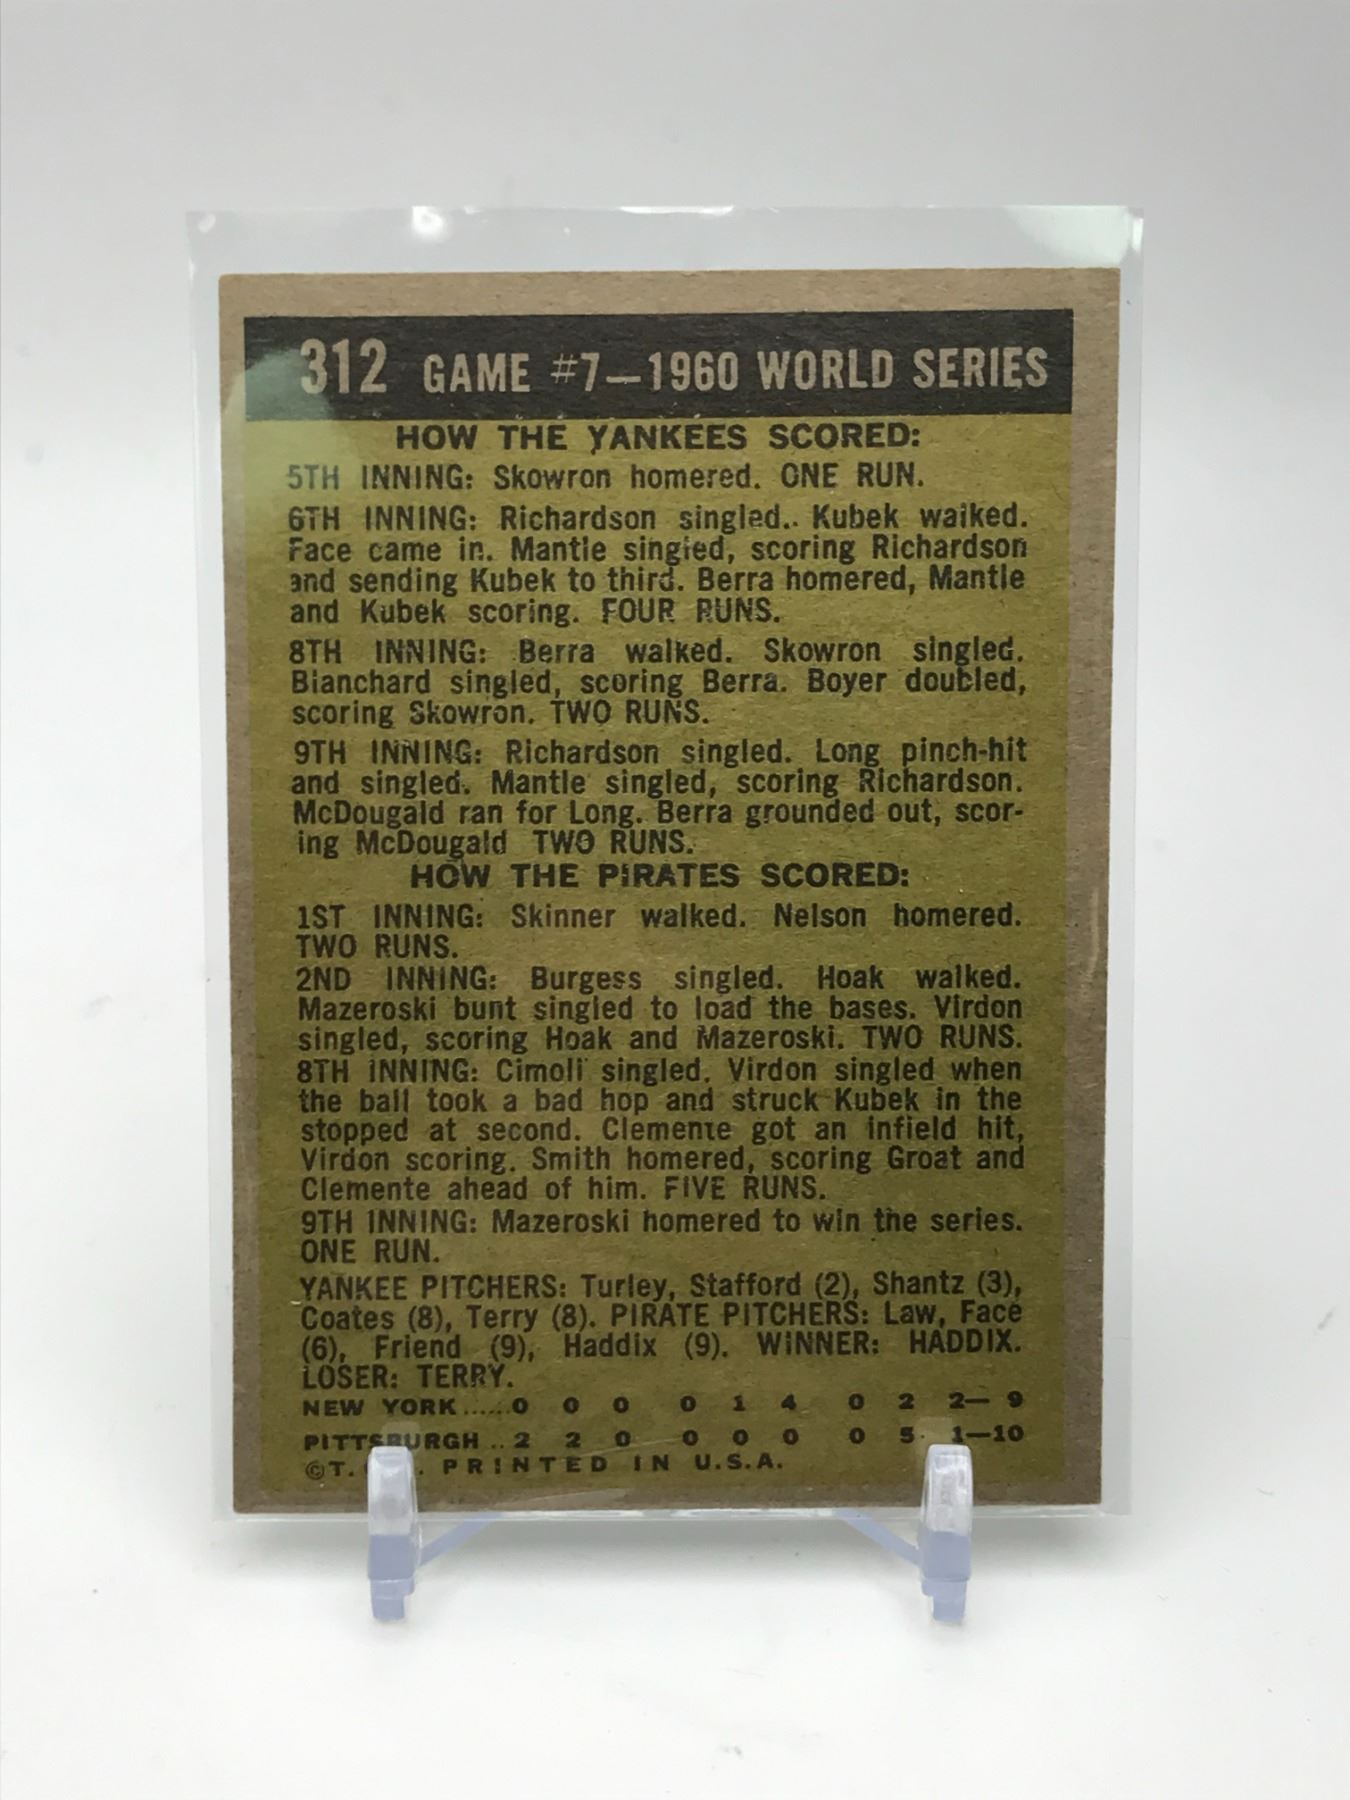 312 GAME #7—1960 WORLD SERIES
HOW THE YANKEES SCORED:
5TH INNING: Skowron homered. ONE RUN.
6TH INNING: Richardson singled.. Kubek walked.
Face came in. Mantle singled, scoring Richardson
and sending Kubek to third. Berra homered, Mantle
and Kubek scoring. FOUR RUNS.
8TH INNING: Berra walked. Skowron singled.
Blanchard singled, scoring Berra. Boyer doubled,
scoring Skowron. TWO RUNS.
9TH INNING: Richardson singled. Long pinch-hit
and singled. Mantle singled, scoring Richardson.
McDougald ran for Long. Berra grounded out, scor-
ing McDougald TWO RUNS.
HOW THE PIRATES SCORED:
1ST INNING: Skinner walked. Nelson homered.
TWO RUNS.
2ND INNING: Burgess singled. Hoak walked.
Mazeroski bunt singled to load the bases. Virdon
singled, scoring Hoak and Mazeroski. TWO RUNS.
8TH INNING: Cimoli singled. Virdon singled when
the ball took a bad hop and struck Kubek in the
stopped at second. Clemente got an infield hit,
Virdon scoring. Smith homered, scoring Groat and
Clemente ahead of him. FIVE RUNS.
9TH INNING: Mazeroski homered to win the series.
ONE RUN.
YANKEE PITCHERS: Turley, Stafford (2), Shantz (3),
Coates (8), Terry (8). PIRATE PITCHERS: Law, Face
(6), Friend (9), Haddix (9). WINNER: HADDIX.
LOSER: TERRY.
NEW YORK......0 0 0 0 1 4 0 2 2— 9
PITTSBURGH ..2 2 0 0 0 0 0 5 1—10
©T. PRINTED IN U.S.A.